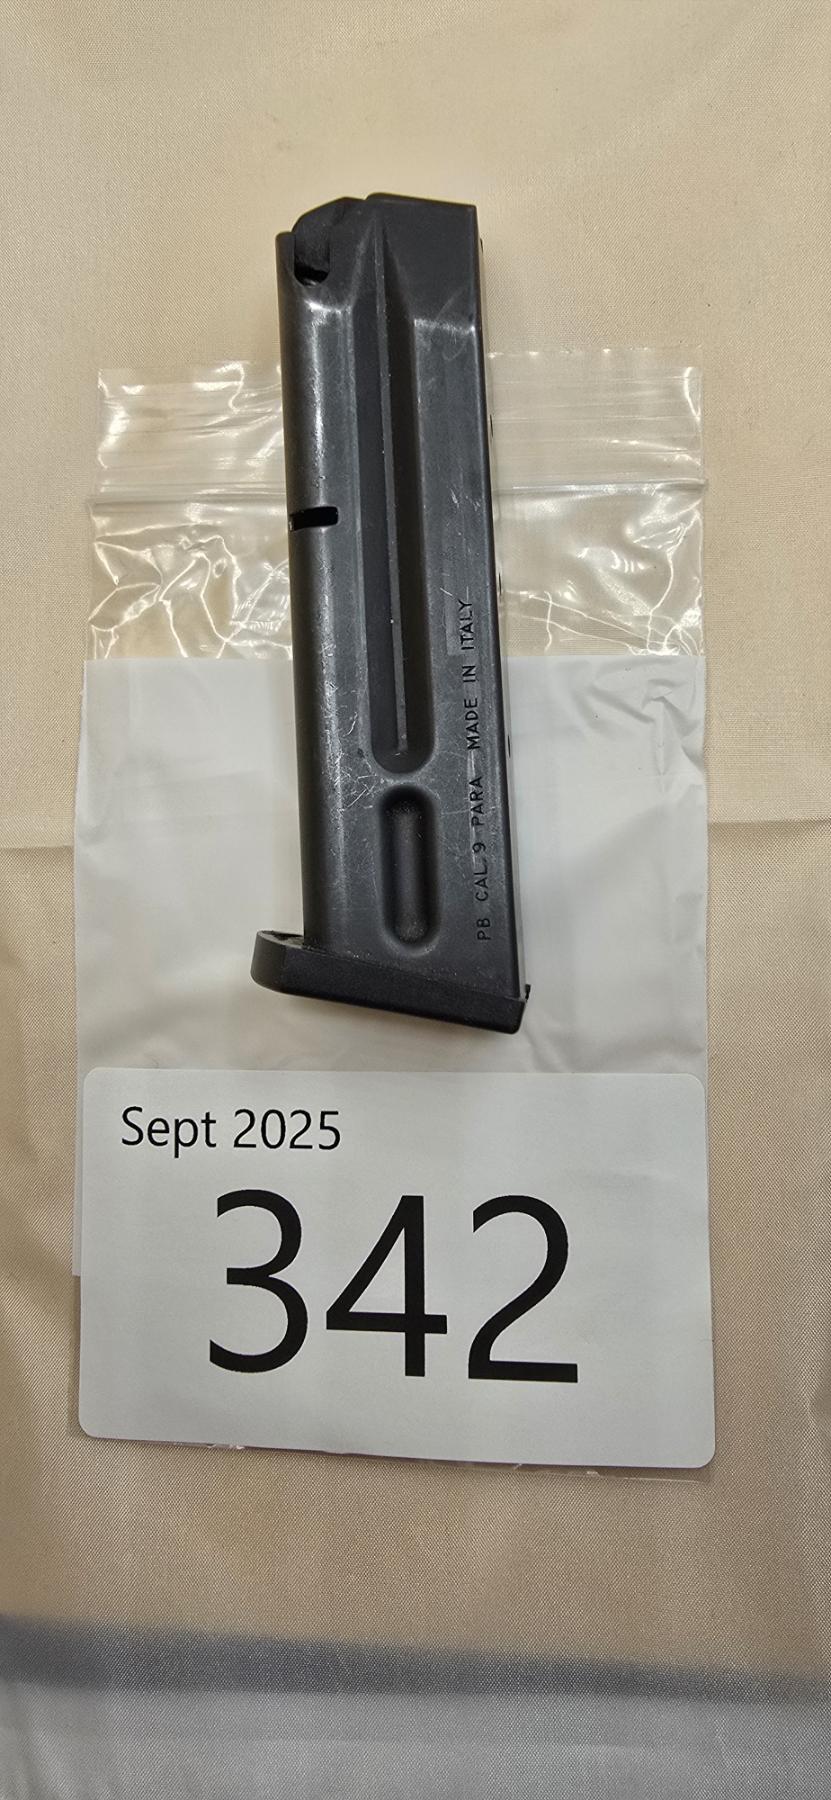 PB CAL.9 PARA MADE IN ITALY
Sept 2025
342